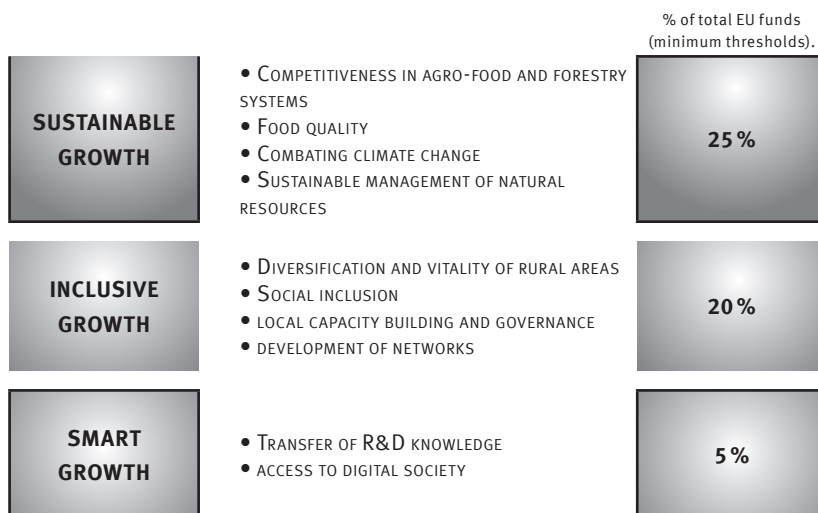 % of total EU funds
(minimum thresholds).
SUSTAINABLE
GROWTH
• Competitiveness in agro-food and forestry
systems
• Food quality
• Combating climate change
• Sustainable management of natural
resources
25 %
INCLUSIVE
GROWTH
• Diversification and vitality of rural areas
• Social inclusion
• local capacity building and governance
• development of networks
20 %
SMART
GROWTH
• Transfer of R&D knowledge
• access to digital society
5 %